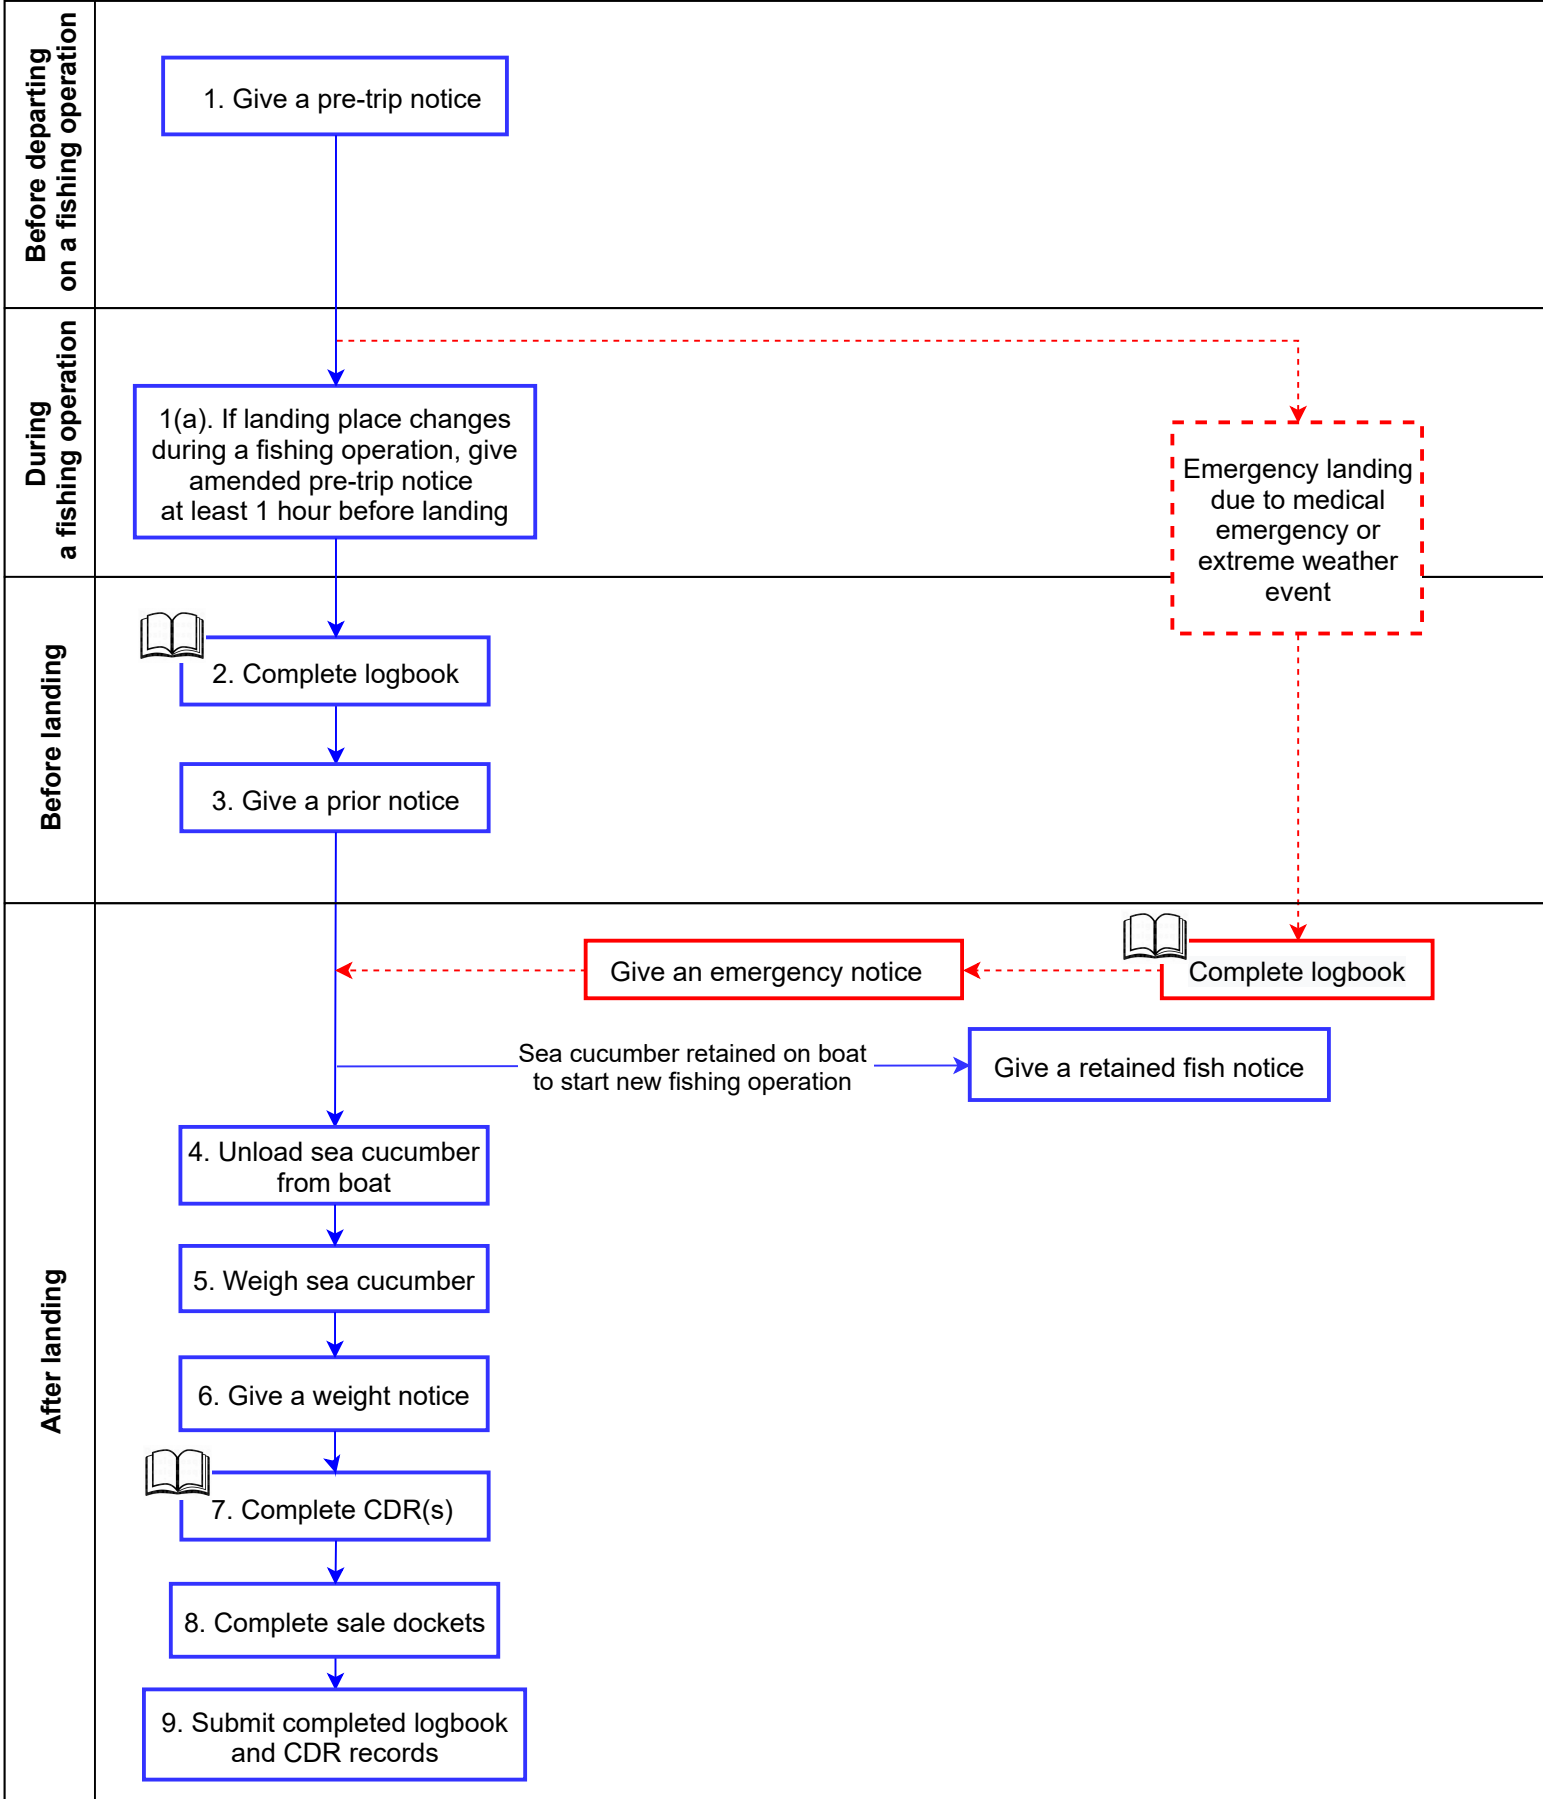 Before departing
on a fishing operation
1. Give a pre-trip notice
During
a fishing operation
1(a). If landing place changes
during a fishing operation, give
amended pre-trip notice
at least 1 hour before landing
Emergency landing
due to medical
emergency or
extreme weather
event
Before landing
2. Complete logbook
3. Give a prior notice
After landing
Give an emergency notice
Complete logbook
Sea cucumber retained on boat
to start new fishing operation
Give a retained fish notice
4. Unload sea cucumber
from boat
5. Weigh sea cucumber
6. Give a weight notice
7. Complete CDR(s)
8. Complete sale dockets
9. Submit completed logbook
and CDR records